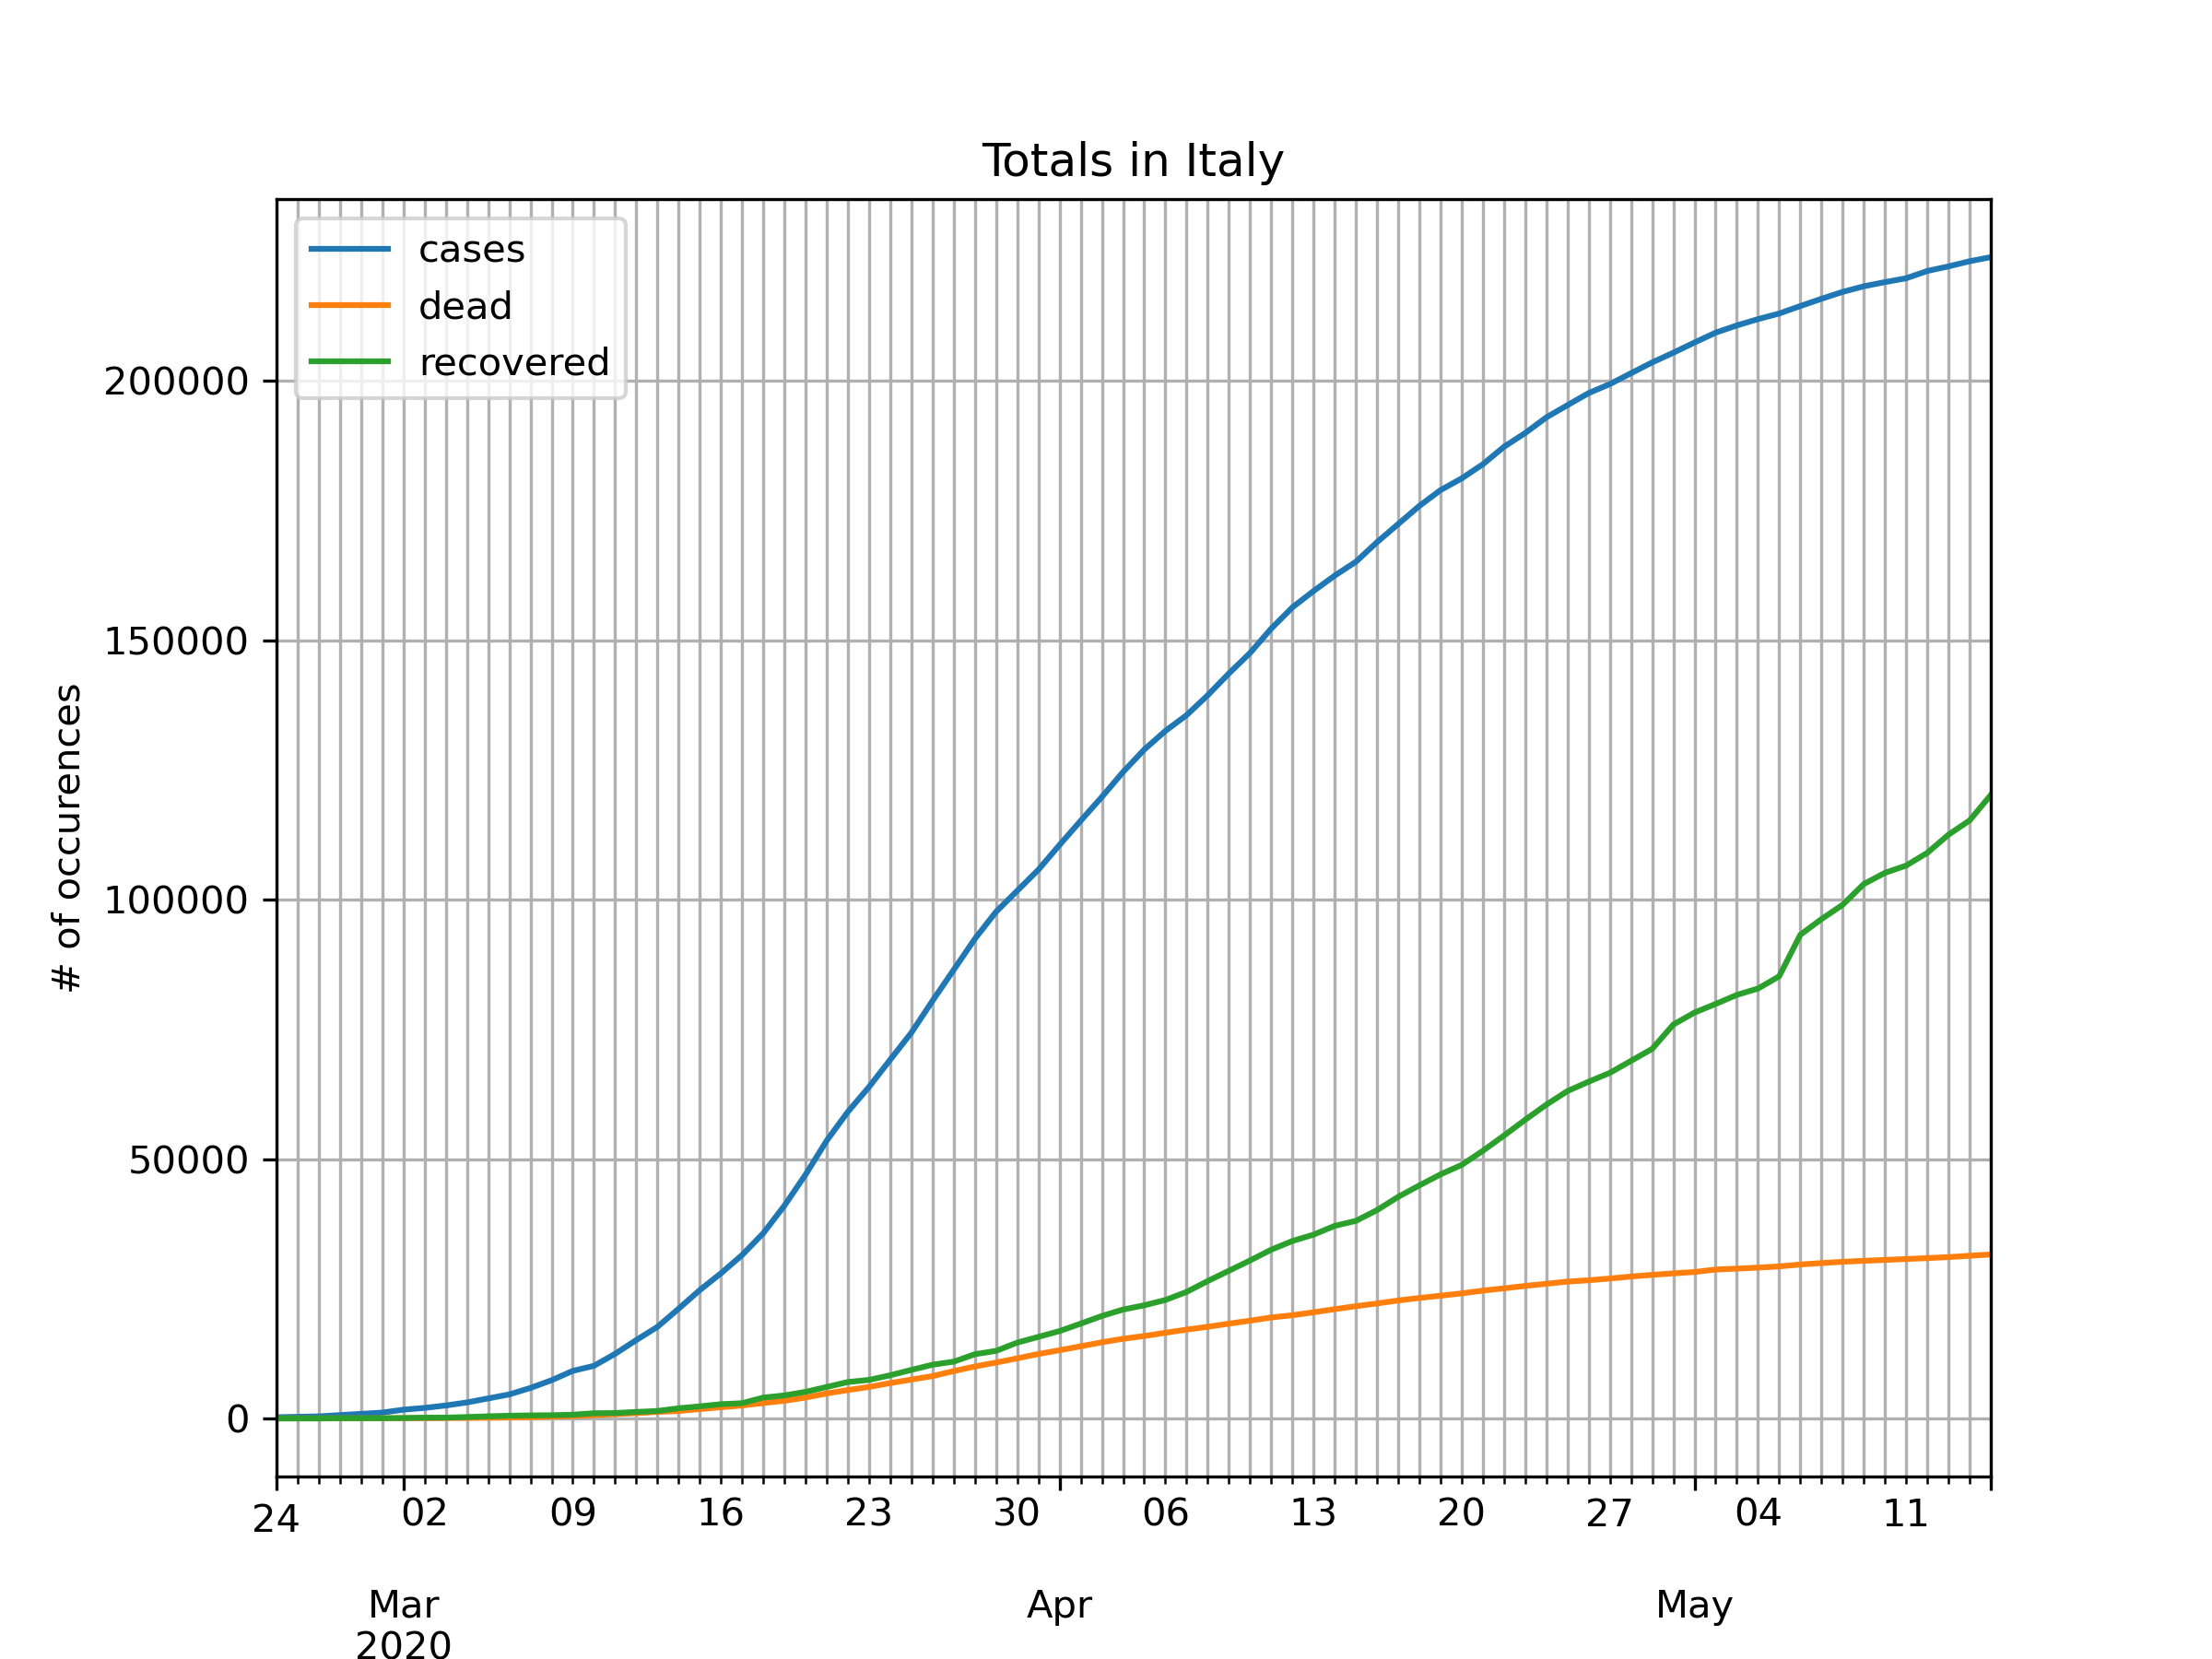 Totals in Italy
cases
dead
recovered
200000
150000
100000
50000
0
# of occurences
24 02 09 16 23 30 06 13 20 27 04 11
Mar Apr May
2020